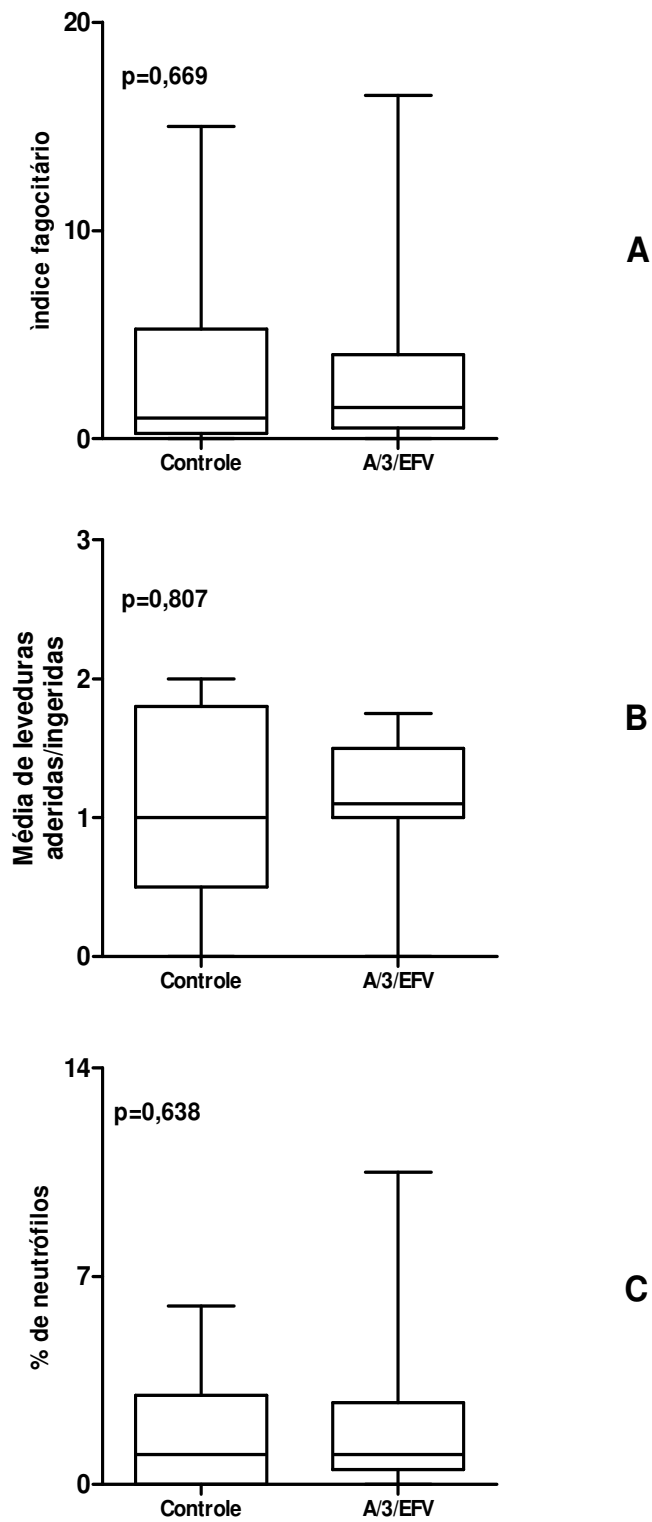 20
p=0,669
ìndice fagocitário
10
A
0
Controle
A/3/EFV
3
p=0,807
Média de leveduras
aderidas/ingeridas
2
B
1
0
Controle
A/3/EFV
14
p=0,638
% de neutrófilos
7
C
0
Controle
A/3/EFV